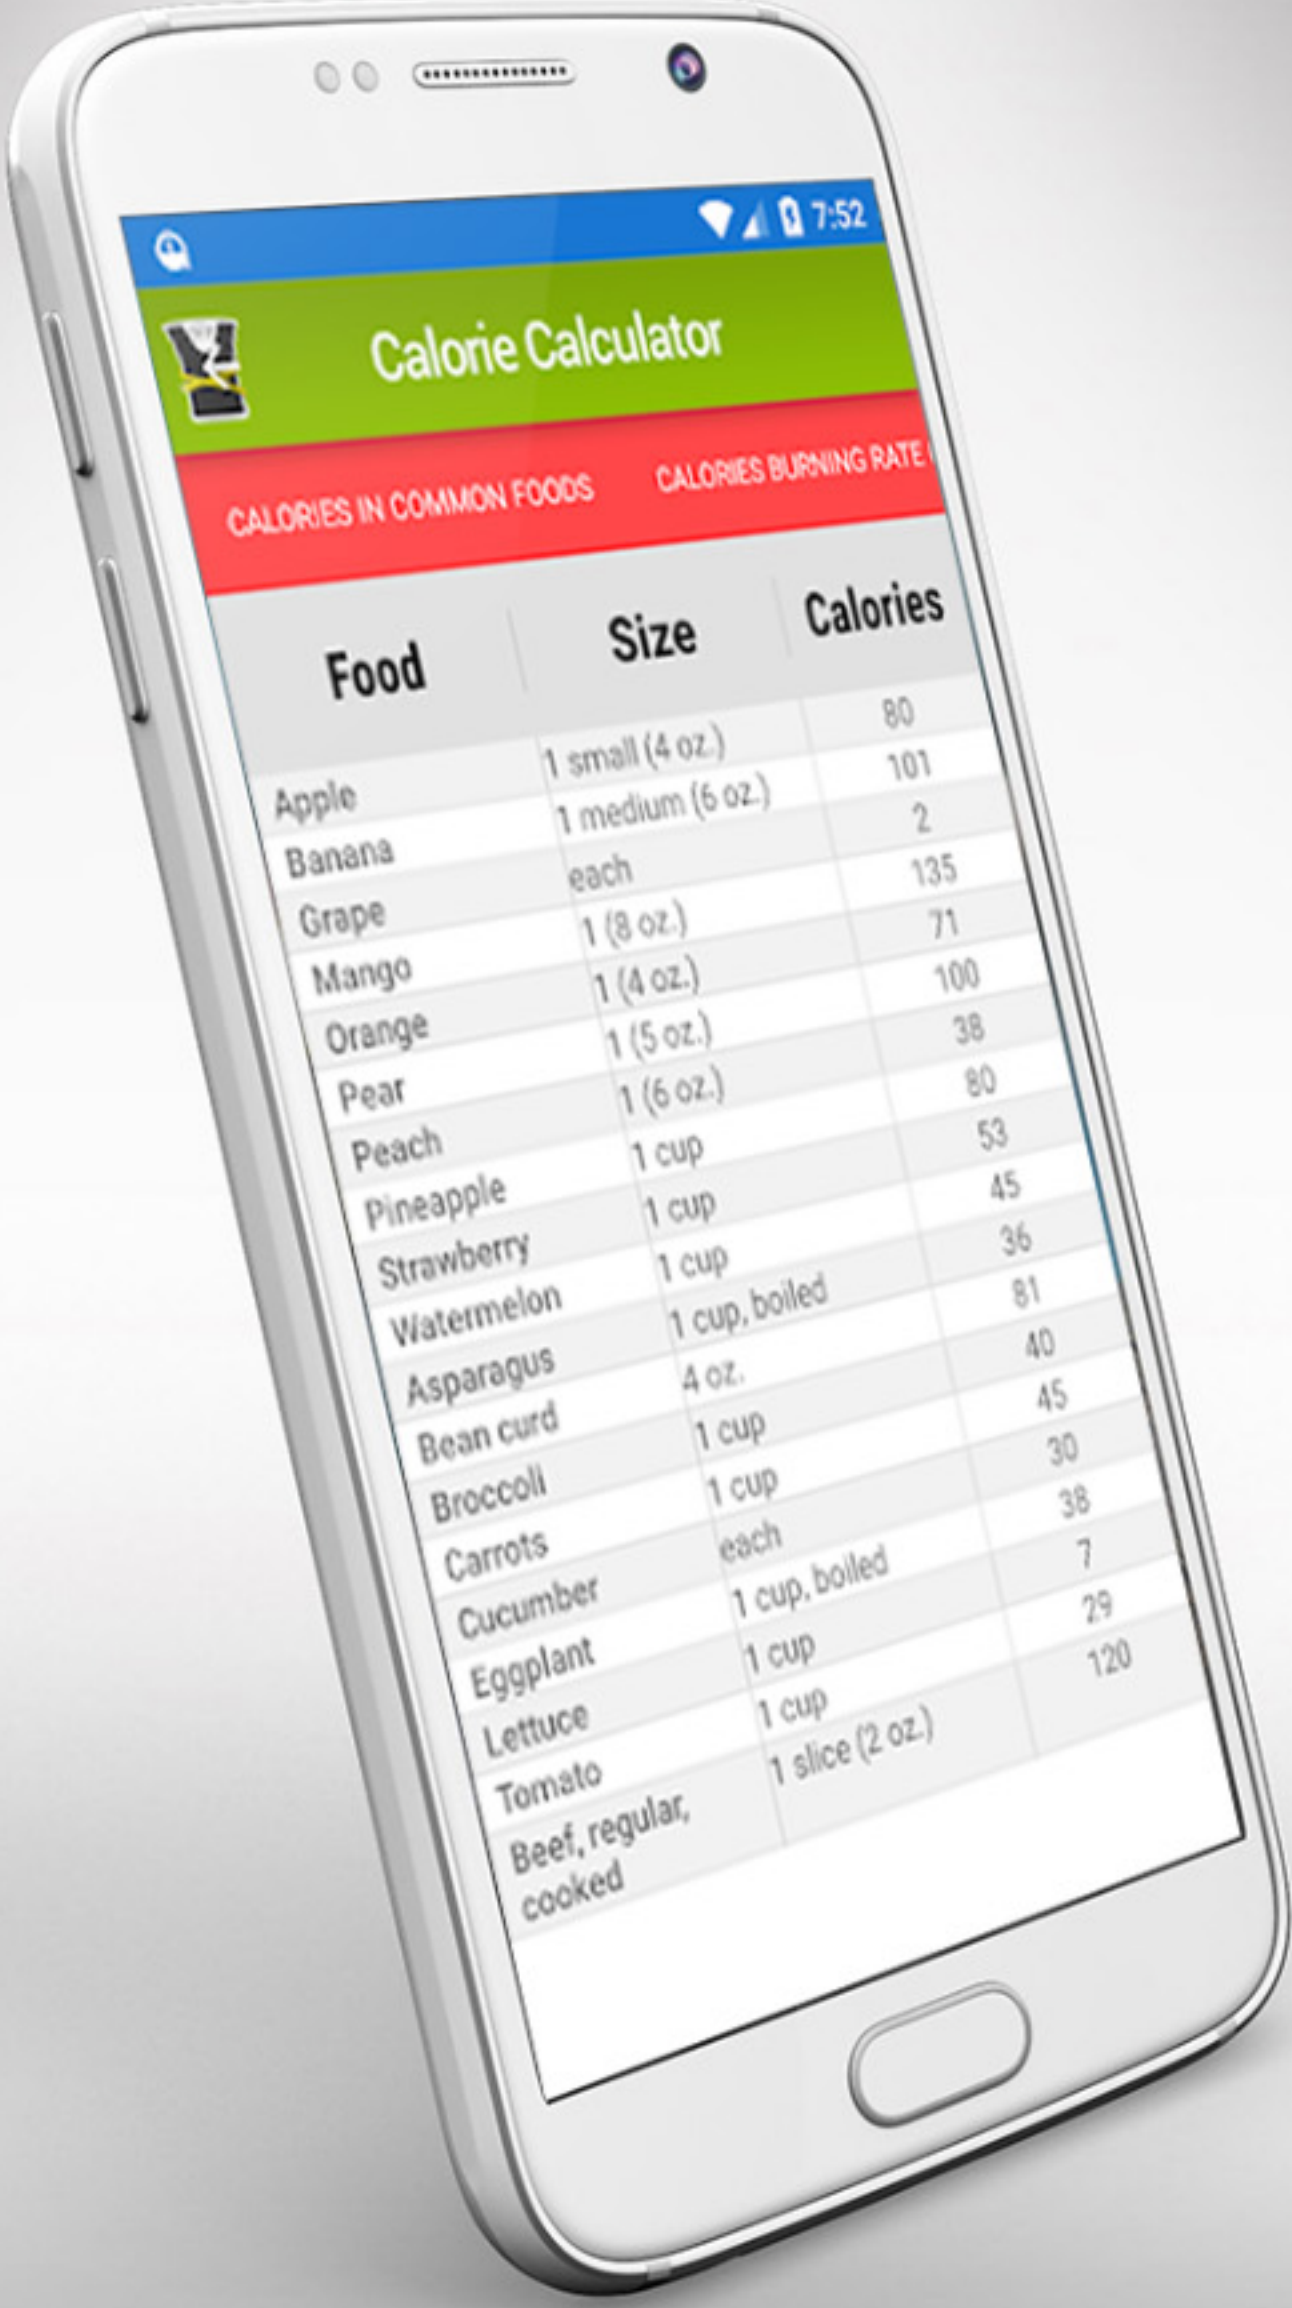 7:52
Calorie Calculator
CALORIES IN COMMON FOODS CALORIES BURNING RATE
Food Size Calories
Apple 1 small (4 oz.) 80
Banana 1 medium (6 oz.) 101
Grape each 2
Mango 1 (8 oz.) 135
Orange 1 (4 oz.) 71
Pear 1 (5 oz.) 100
Peach 1 (6 oz.) 38
Pineapple 1 cup 80
Strawberry 1 cup 53
Watermelon 1 cup 45
Asparagus 1 cup, boiled 36
Bean curd 4 oz. 81
Broccoli 1 cup 40
Carrots 1 cup 45
Cucumber each 30
Eggplant 1 cup, boiled 38
Lettuce 1 cup 7
Tomato 1 cup 29
Beef, regular, 1 slice (2 oz.) 120
cooked